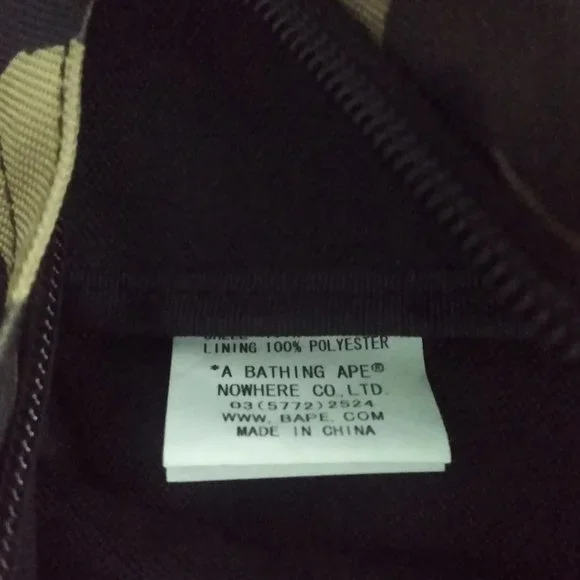 LINING 100% POLYESTER
*A BATHING APE®
NOWHERE CO., LTD.
03(5772)2524
WWW. BAPE. COM
MADE IN CHINA